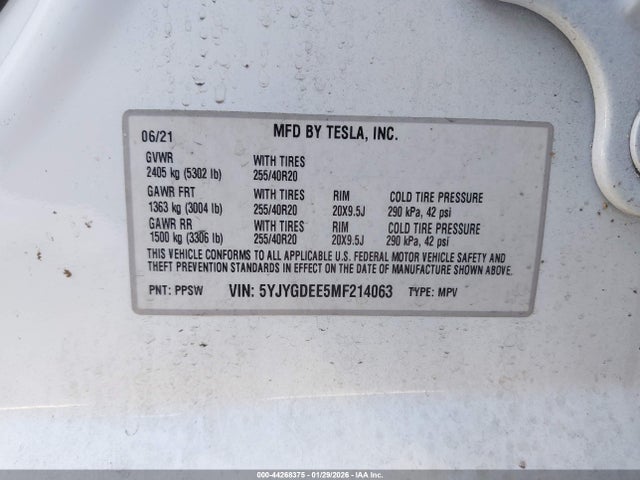 06/21 MFD BY TESLA, INC.
GVWR WITH TIRES
2405 kg (5302 lb) 255/40R20
GAWR FRT WITH TIRES RIM COLD TIRE PRESSURE
1363 kg (3004 lb) 255/40R20 20X9.5J 290 kPa, 42 psi
GAWR RR WITH TIRES RIM COLD TIRE PRESSURE
1500 kg (3306 lb) 255/40R20 20X9.5J 290 kPa, 42 psi
THIS VEHICLE CONFORMS TO ALL APPLICABLE U.S. FEDERAL MOTOR VEHICLE SAFETY AND
THEFT PREVENTION STANDARDS IN EFFECT ON THE DATE OF MANUFACTURE SHOWN ABOVE.
PNT: PPSW VIN: 5YJYGDEE5MF214063 TYPE: MPV
000-44268375 - 01/29/2026 - IAAI.COM